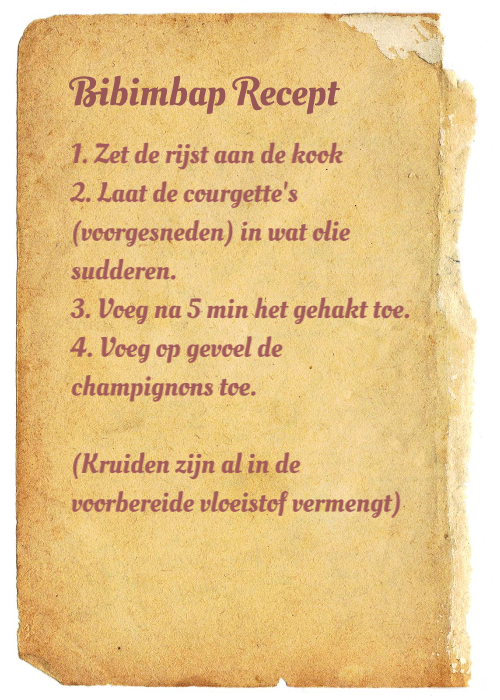 Bibimbap Recept
1. Zet de rijst aan de kook
2. Laat de courgette's
(voorgesneden) in wat olie
sudderen.
3. Voeg na 5 min het gehakt toe.
4. Voeg op gevoel de
champignons toe.
(Kruiden zijn al in de
voorbereide vloeistof vermengt)